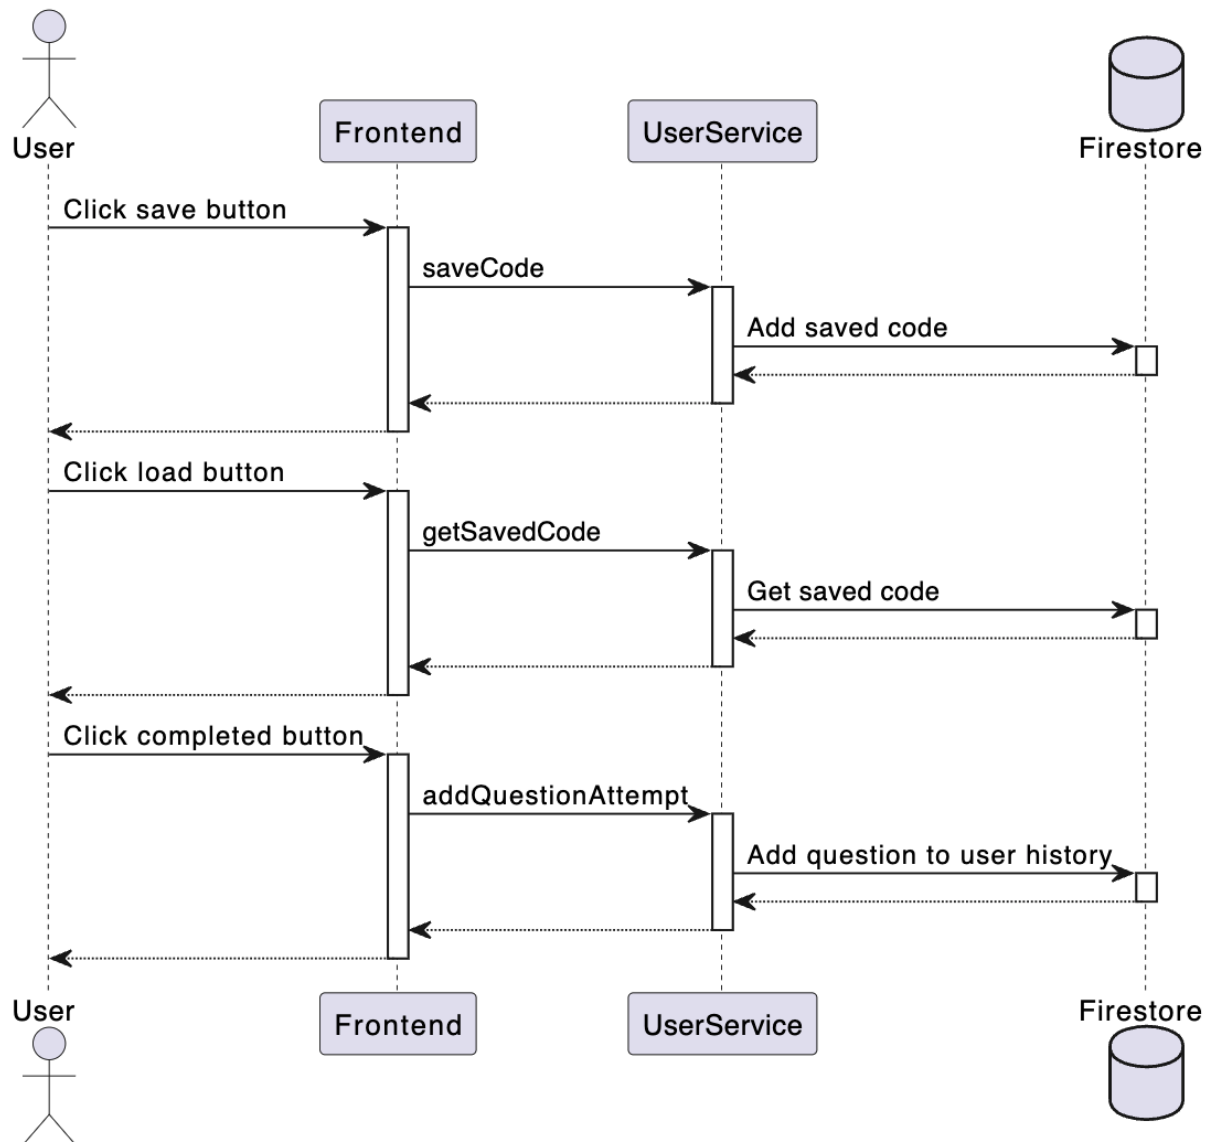 User
Frontend
UserService
Firestore
Click save button
saveCode
Add saved code
Click load button
getSavedCode
Get saved code
Click completed button
addQuestionAttempt
Add question to user history
User
Frontend
UserService
Firestore